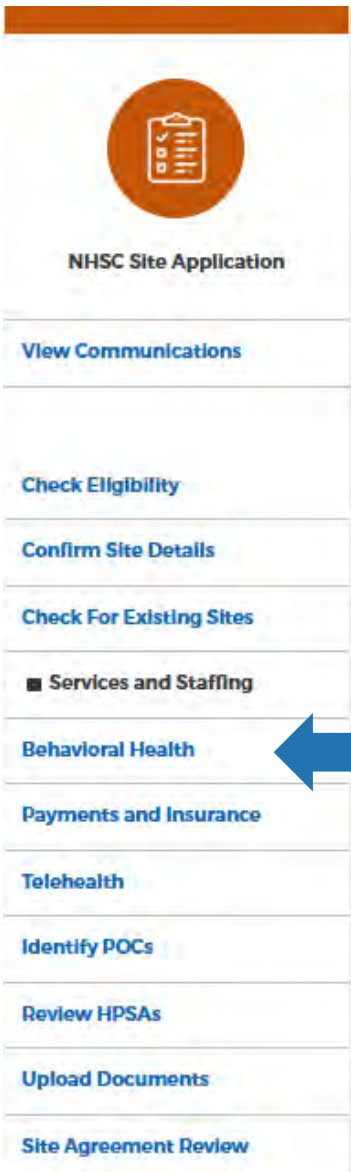 NHSC Site Application
View Communications
Check Eligibility
Confirm Site Details
Check For Existing Sites
Services and Staffing
Behavioral Health
Payments and Insurance
Telehealth
Identify POCs
Review HPSAs
Upload Documents
Site Agreement Review